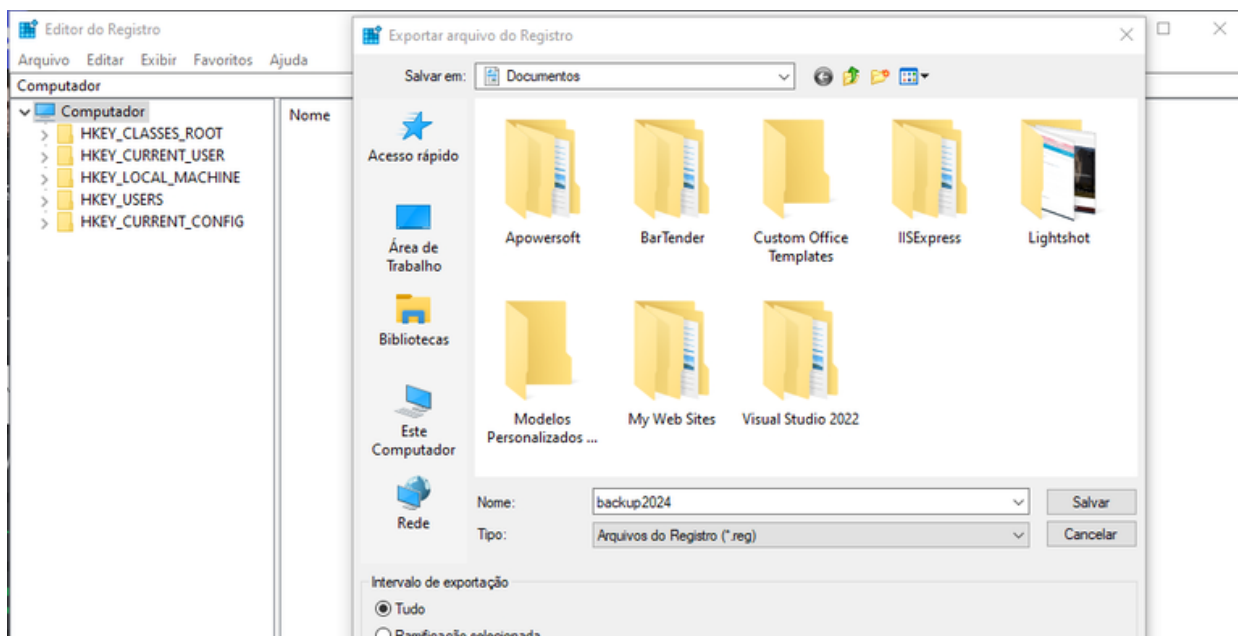 Editor do Registro
Arquivo Editar Exibir Favoritos Ajuda
Computador
Computador
HKEY_CLASSES_ROOT
HKEY_CURRENT_USER
HKEY_LOCAL_MACHINE
HKEY_USERS
HKEY_CURRENT_CONFIG
Nome
Exportar arquivo do Registro
Salvar em: Documentos
Acesso rápido
Área de
Trabalho
Bibliotecas
Este
Computador
Rede
Apowersoft BarTender Custom Office IISExpress Lightshot
Templates
Modelos My Web Sites Visual Studio 2022
Personalizados ...
Nome: backup2024 Salvar
Tipo: Arquivos do Registro (*.reg) Cancelar
Intervalo de exportação
Tudo
Ramificação selecionada